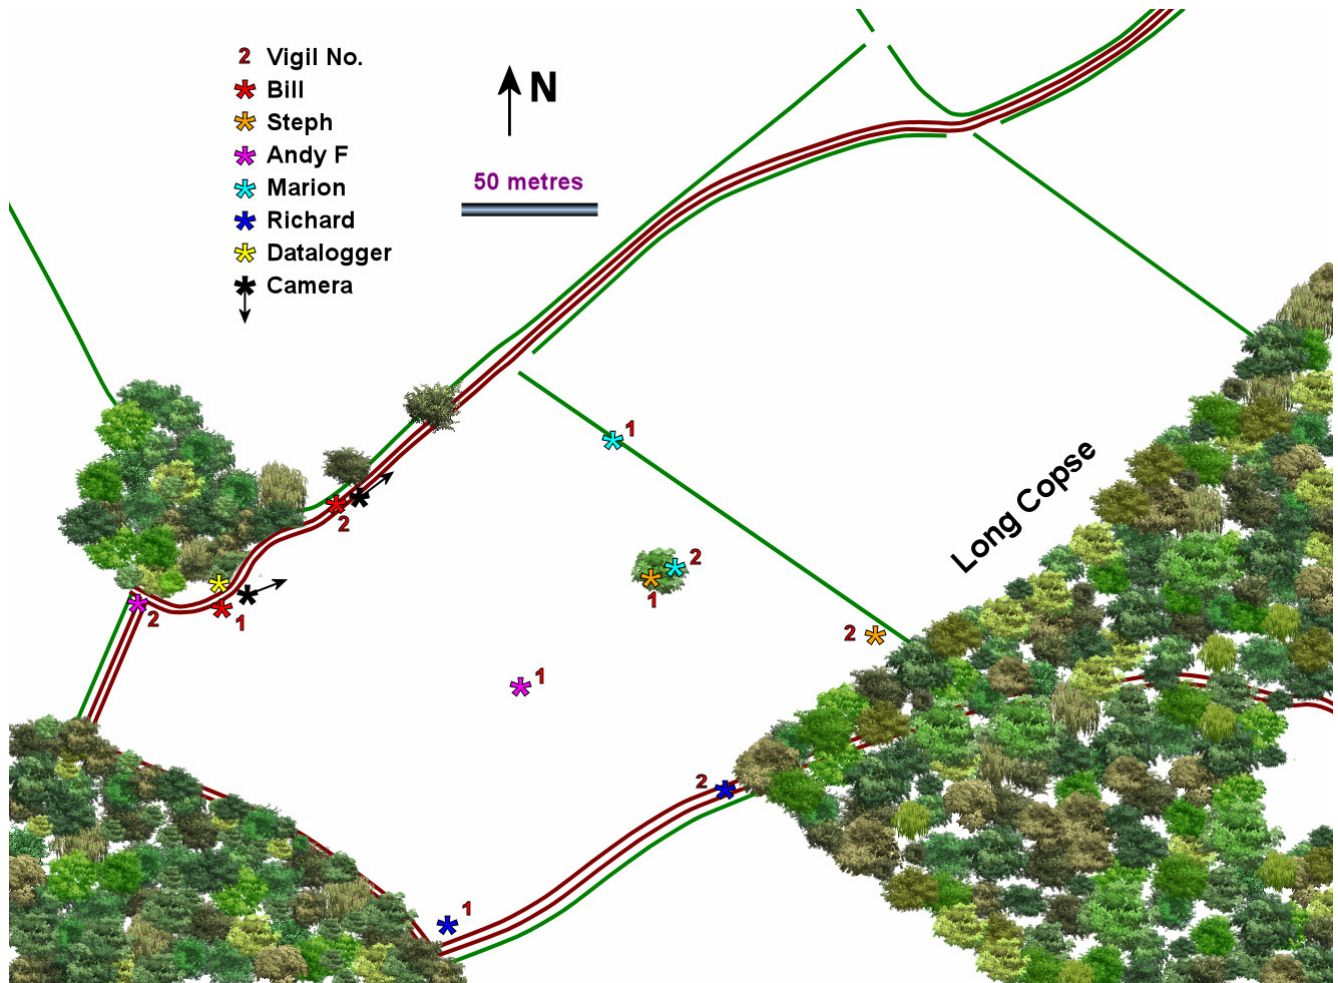 2 Vigil No.
Bill
Steph
Andy F
Marion
Richard
Datalogger
Camera
N
50 metres
1
2
Long Copse
2
1
2
2
1
1
2
1
1